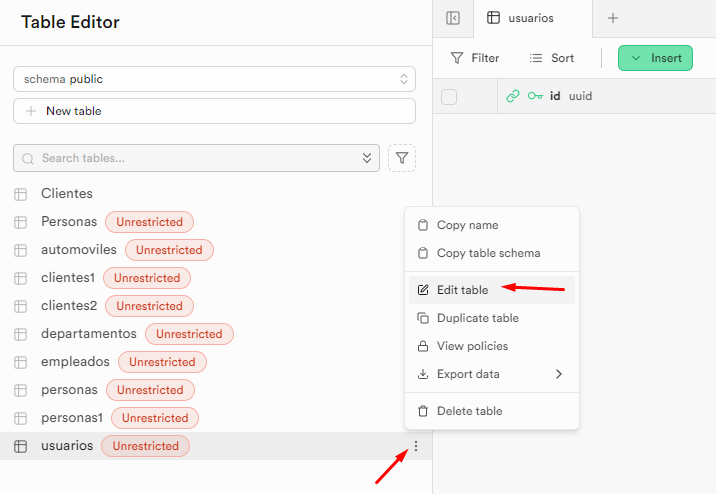 Table Editor
schema public
New table
Search tables...
Clientes
Personas Unrestricted
automoviles Unrestricted
clientes1 Unrestricted
clientes2 Unrestricted
departamentos Unrestricted
empleados Unrestricted
personas Unrestricted
personas1 Unrestricted
usuarios Unrestricted
usuarios
Filter Sort Insert
id uuid
Copy name
Copy table schema
Edit table
Duplicate table
View policies
Export data
Delete table